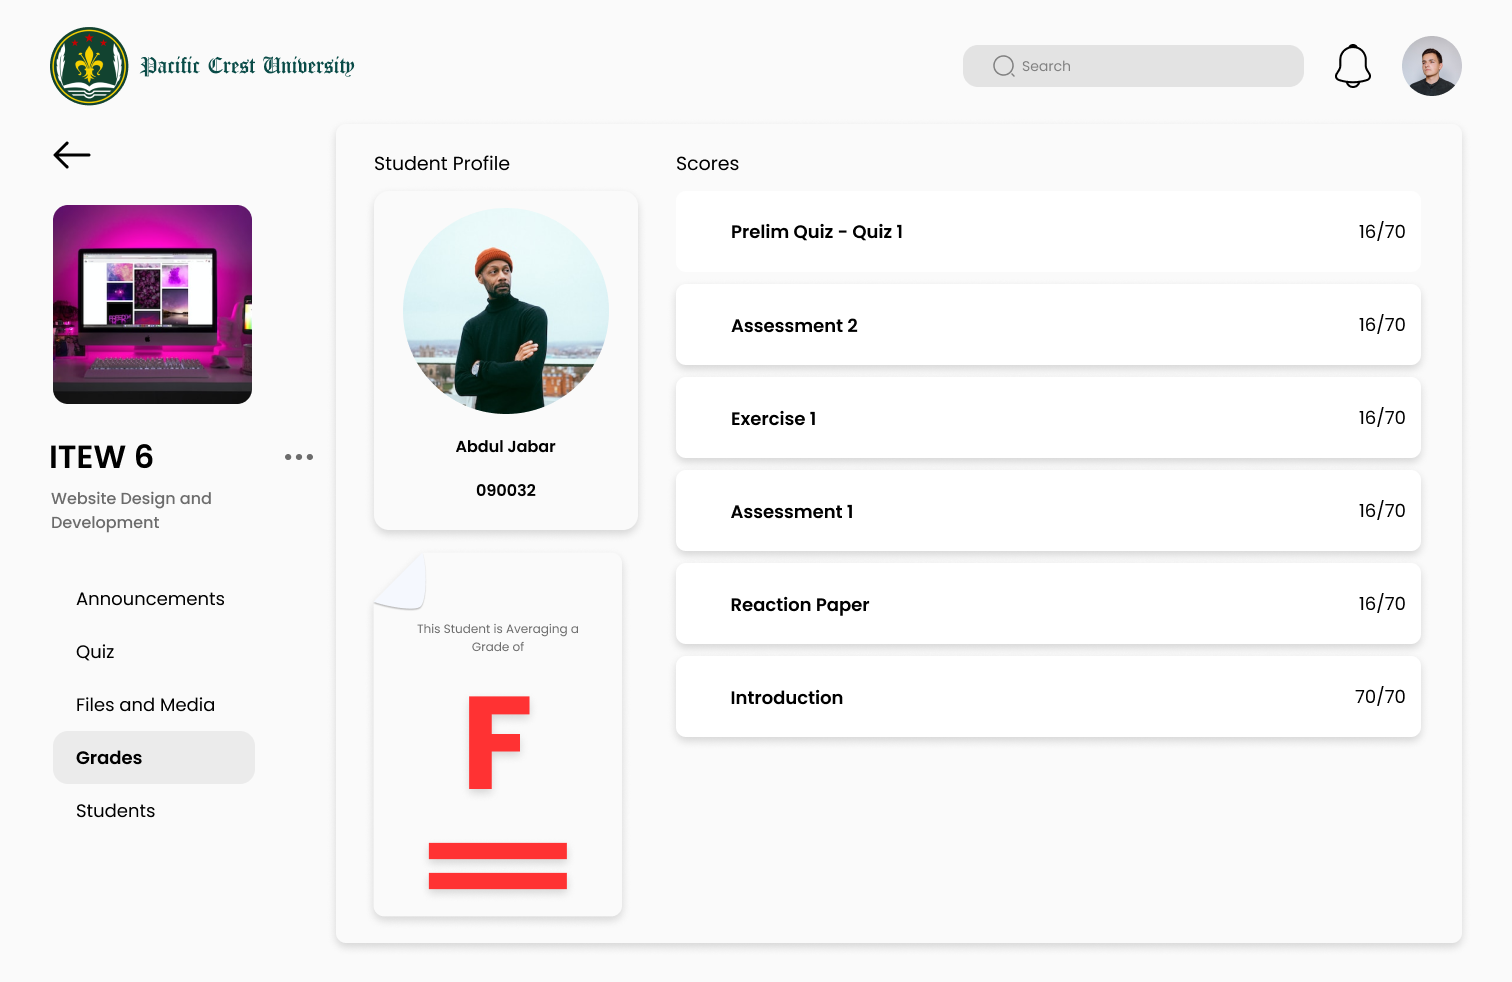 Pacific Crest University
Search
ITEW 6
Website Design and
Development
Announcements
Quiz
Files and Media
Grades
Students
Student Profile
Abdul Jabar
090032
This Student is Averaging a
Grade of
F
Scores
Prelim Quiz - Quiz 1 16/70
Assessment 2 16/70
Exercise 1 16/70
Assessment 1 16/70
Reaction Paper 16/70
Introduction 70/70